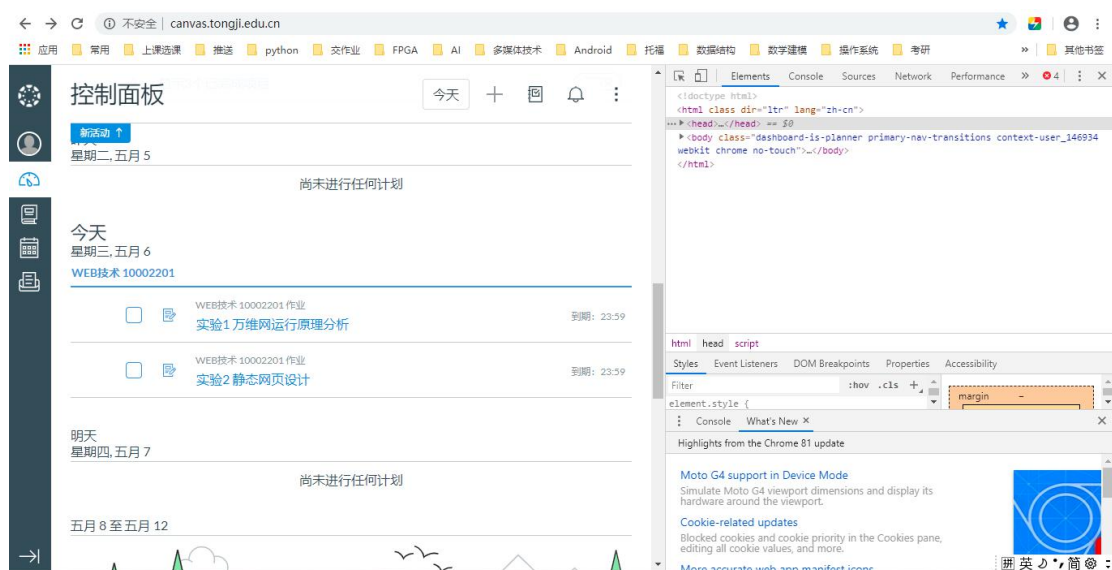 不安全 | canvas.tongji.edu.cn
应用 常用 上课选课 推送 python 交作业 FPGA AI 多媒体技术 Android 托福 数据结构 数学建模 操作系统 考研 » 其他书签
控制面板
今天
新活动 ↑
星期二, 五月 5
尚未进行任何计划
今天
星期三, 五月 6
WEB技术 10002201
WEB技术 10002201 作业
实验1 万维网运行原理分析
到期: 23:59
WEB技术 10002201 作业
实验2 静态网页设计
到期: 23:59
明天
星期四, 五月 7
尚未进行任何计划
五月 8 至 五月 12
Elements Console Sources Network Performance » 4
<!doctype html>
<html class dir="ltr" lang="zh-cn">
<head>…</head> == $0
<body class="dashboard-is-planner primary-nav-transitions context-user_146934
webkit chrome no-touch">…</body>
</html>
html head script
Styles Event Listeners DOM Breakpoints Properties Accessibility
Filter :hov .cls +
element.style {
margin –
Console What's New ×
Highlights from the Chrome 81 update
Moto G4 support in Device Mode
Simulate Moto G4 viewport dimensions and display its
hardware around the viewport.
Cookie-related updates
Blocked cookies and cookie priority in the Cookies pane,
editing all cookie values, and more.
More accurate web app manifest icons
拼 英 简